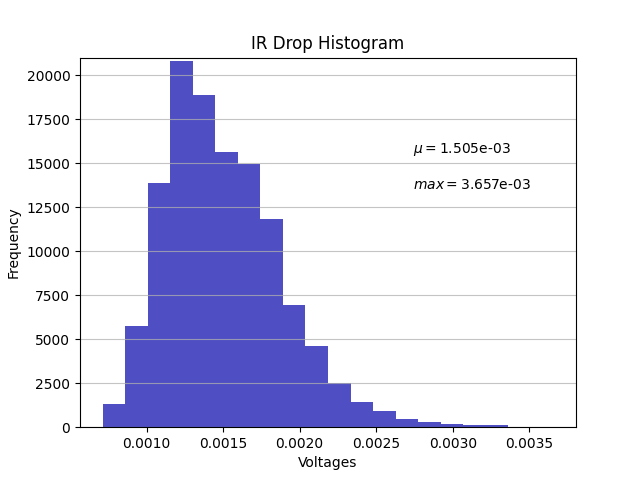 IR Drop Histogram
20000
17500
15000
12500
10000
7500
5000
2500
0
Frequency
μ = 1.505e-03
max = 3.657e-03
0.0010 0.0015 0.0020 0.0025 0.0030 0.0035
Voltages